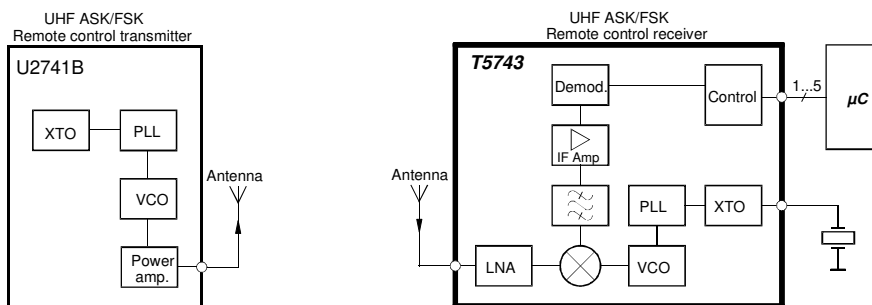 UHF ASK/FSK
Remote control transmitter
U2741B
XTO
PLL
VCO
Power
amp.
Antenna
UHF ASK/FSK
Remote control receiver
T5743
Demod.
Control
1...5
µC
IF Amp
Antenna
PLL
XTO
LNA
VCO